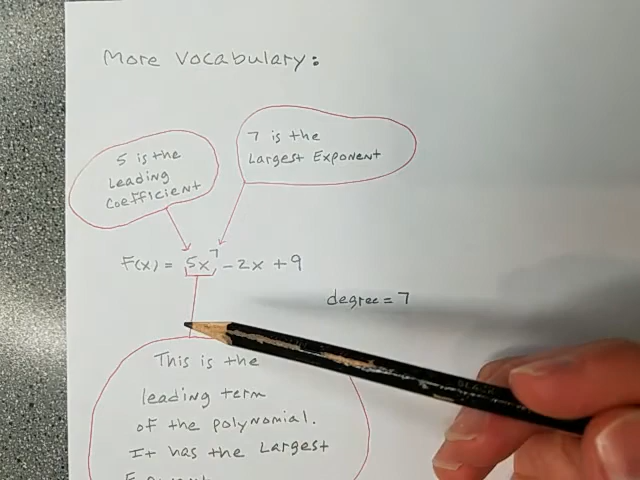 More Vocabulary:
5 is the
Leading
Coefficient
7 is the
Largest Exponent
F(x) = 5x⁷ - 2x + 9
degree = 7
This is the
leading term
of the polynomial.
It has the Largest